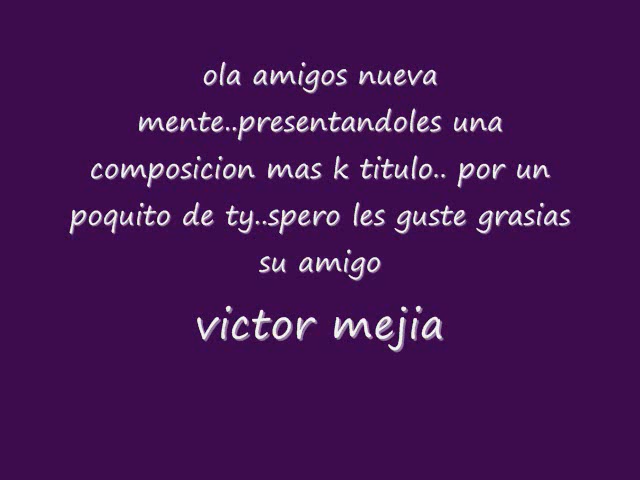 ola amigos nueva
mente..presentandoles una
composicion mas k titulo.. por un
poquito de ty..spero les guste grasias
su amigo
victor mejia